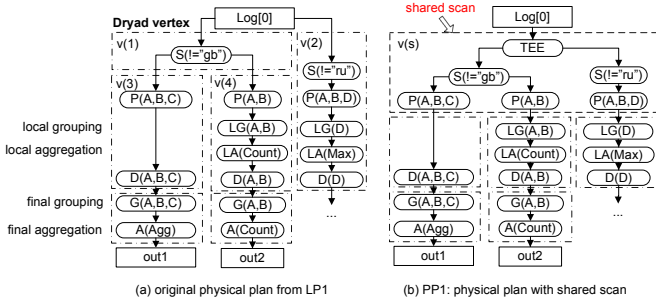 shared scan
Dryad vertex
Log[0]
v(1)
v(2)
S(!="gb")
S(!="ru")
v(3)
v(4)
P(A,B,C)
P(A,B)
P(A,B,D)
local grouping
LG(A,B)
LG(D)
local aggregation
LA(Count)
LA(Max)
D(A,B,C)
D(A,B)
D(D)
final grouping
G(A,B,C)
G(A,B)
...
final aggregation
A(Agg)
A(Count)
out1
out2
(a) original physical plan from LP1
Log[0]
v(s)
TEE
S(!="gb")
S(!="ru")
P(A,B,C)
P(A,B)
P(A,B,D)
LG(A,B)
LG(D)
LA(Count)
LA(Max)
D(A,B,C)
D(A,B)
D(D)
G(A,B,C)
G(A,B)
...
A(Agg)
A(Count)
out1
out2
(b) PP1: physical plan with shared scan